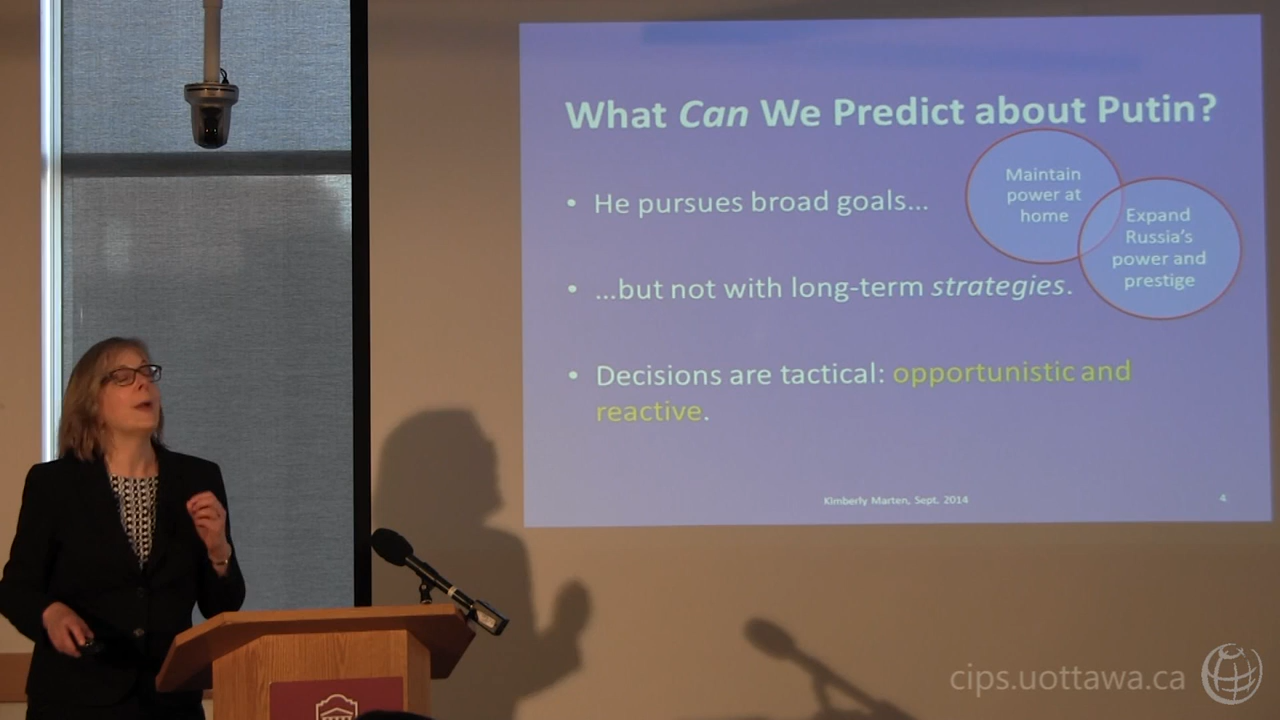 What Can We Predict about Putin?
• He pursues broad goals...
Maintain
power at
home
Expand
Russia's
power and
prestige
• ...but not with long-term strategies.
• Decisions are tactical: opportunistic and
reactive.
Kimberly Marten, Sept. 2014
4
cips.uottawa.ca